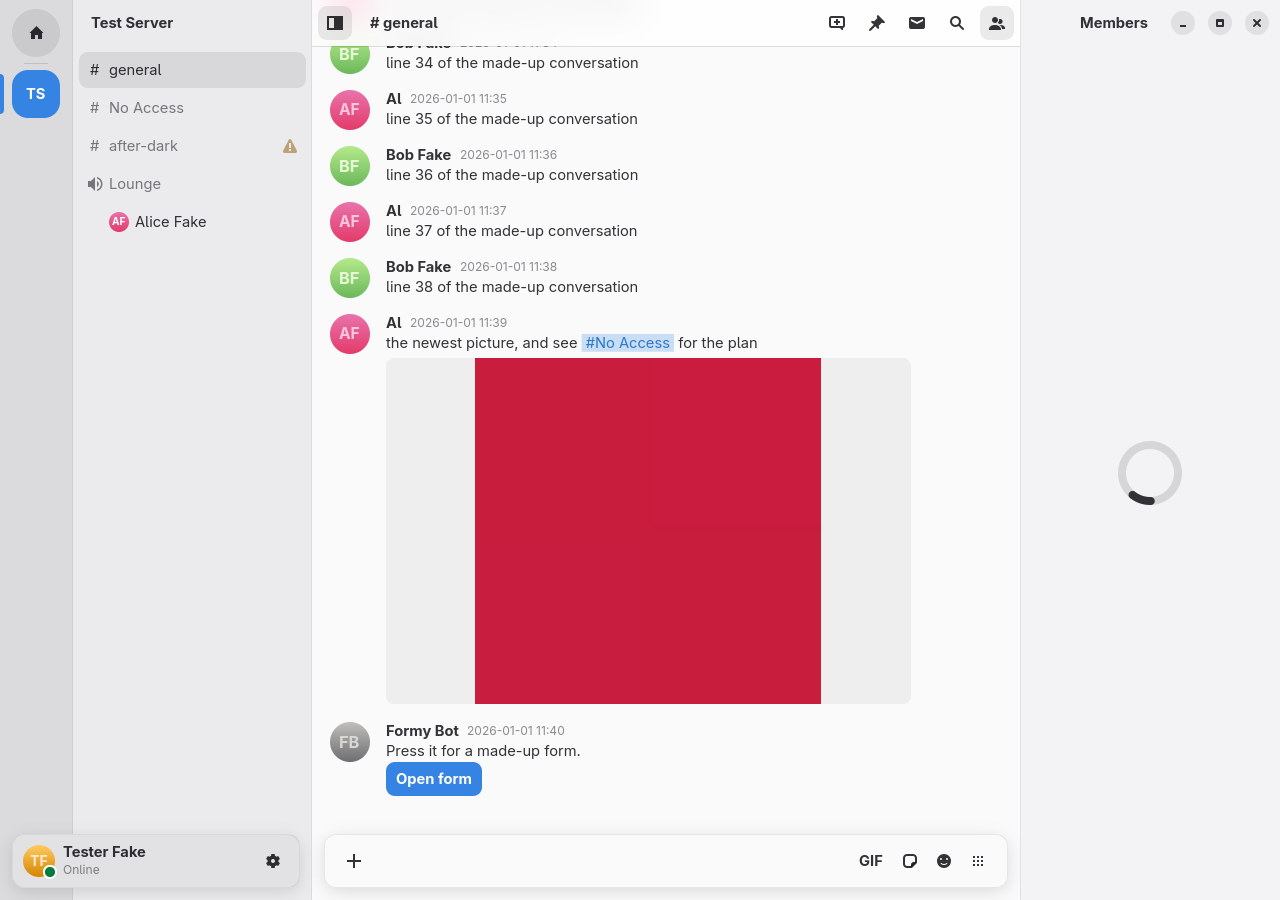 Test Server
# general
Members
TS
# general
# No Access
# after-dark
Lounge
AF Alice Fake
BF
line 34 of the made-up conversation
AF
Al 2026-01-01 11:35
line 35 of the made-up conversation
BF
Bob Fake 2026-01-01 11:36
line 36 of the made-up conversation
AF
Al 2026-01-01 11:37
line 37 of the made-up conversation
BF
Bob Fake 2026-01-01 11:38
line 38 of the made-up conversation
AF
Al 2026-01-01 11:39
the newest picture, and see #No Access for the plan
FB
Formy Bot 2026-01-01 11:40
Press it for a made-up form.
Open form
TF
Tester Fake
Online
GIF